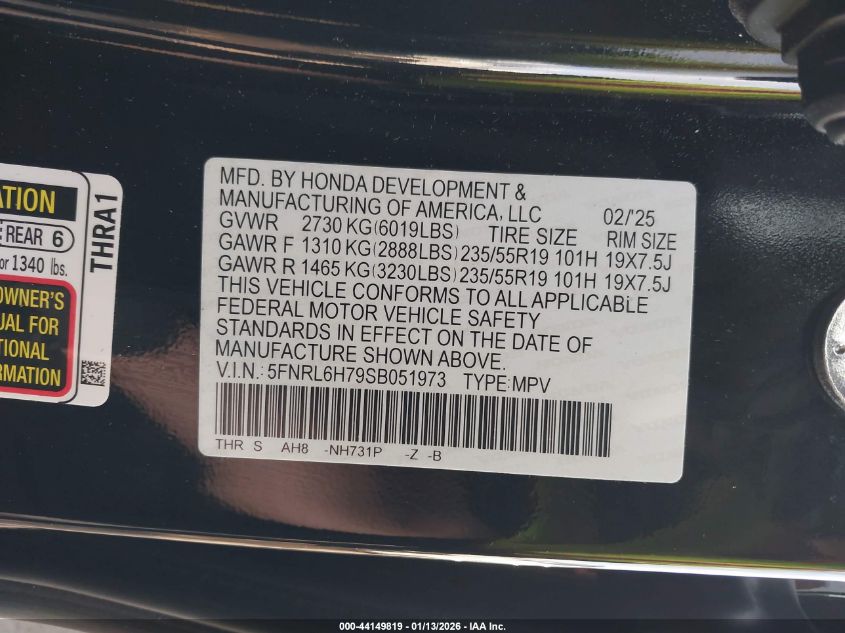 ATION
REAR 6
or 1340 lbs.
OWNER'S
UAL FOR
TIONAL
FORMATION
THRA1
MFD. BY HONDA DEVELOPMENT &
MANUFACTURING OF AMERICA, LLC 02/'25
GVWR 2730 KG(6019LBS) TIRE SIZE RIM SIZE
GAWR F 1310 KG(2888LBS) 235/55R19 101H 19X7.5J
GAWR R 1465 KG(3230LBS) 235/55R19 101H 19X7.5J
THIS VEHICLE CONFORMS TO ALL APPLICABLE
FEDERAL MOTOR VEHICLE SAFETY
STANDARDS IN EFFECT ON THE DATE OF
MANUFACTURE SHOWN ABOVE.
V.I.N.: 5FNRL6H79SB051973 TYPE:MPV
THR S AH8 -NH731P -Z -B
000-44149819 - 01/13/2026 - IAA Inc.